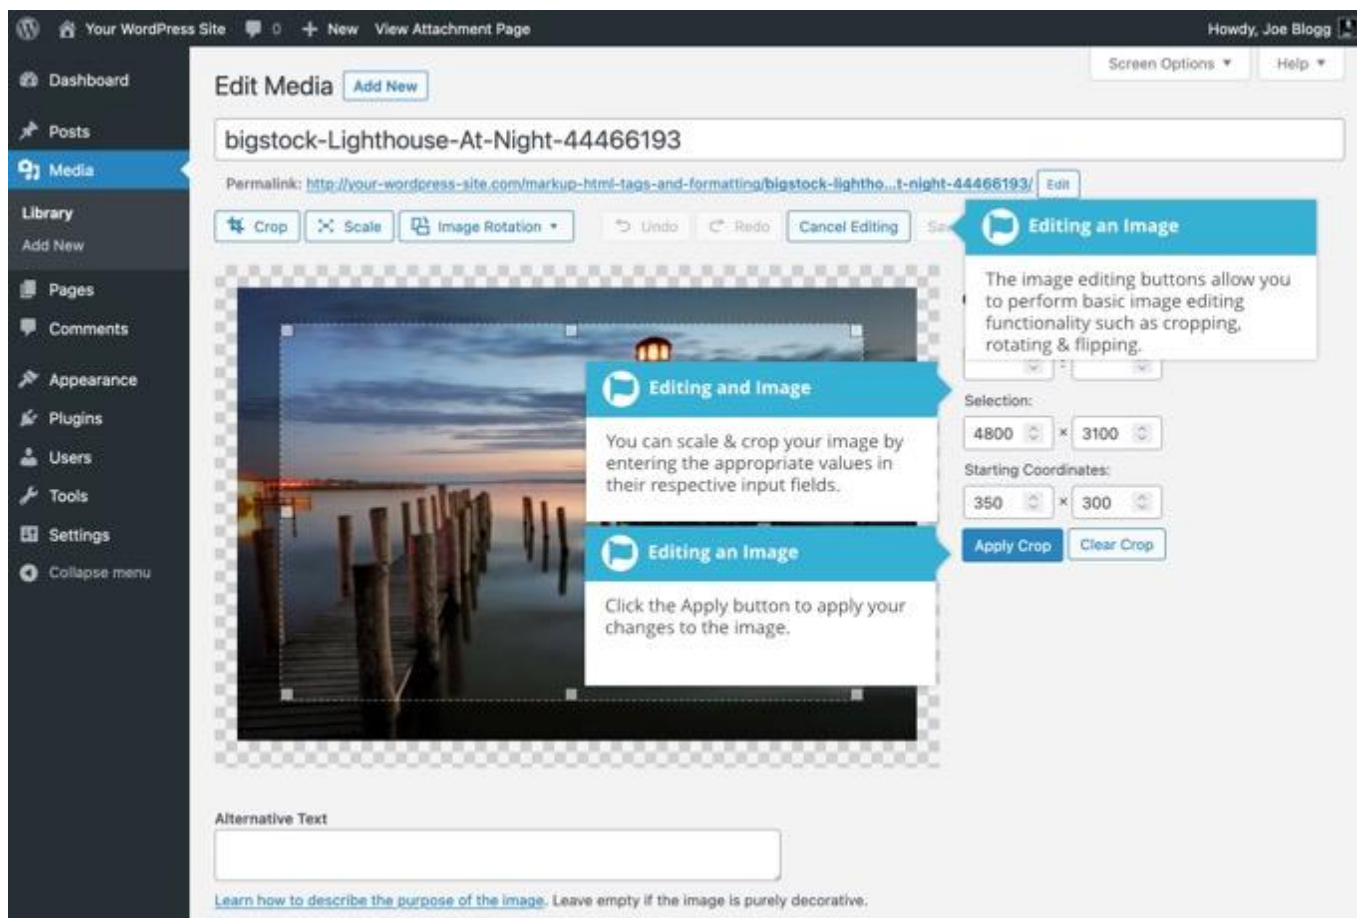 Your WordPress Site 0 + New View Attachment Page Howdy, Joe Blogg
Screen Options Help
Dashboard
Posts
Media
Library
Add New
Pages
Comments
Appearance
Plugins
Users
Tools
Settings
Collapse menu
Edit Media Add New
bigstock-Lighthouse-At-Night-44466193
Permalink: http://your-wordpress-site.com/markup-html-tags-and-formatting/bigstock-lightho...t-night-44466193/ Edit
Crop Scale Image Rotation Undo Redo Cancel Editing
Editing an Image
The image editing buttons allow you
to perform basic image editing
functionality such as cropping,
rotating & flipping.
:
Editing and Image
You can scale & crop your image by
entering the appropriate values in
their respective input fields.
Selection:
4800 × 3100
Starting Coordinates:
350 × 300
Editing an Image
Click the Apply button to apply your
changes to the image.
Apply Crop Clear Crop
Alternative Text
Learn how to describe the purpose of the image. Leave empty if the image is purely decorative.